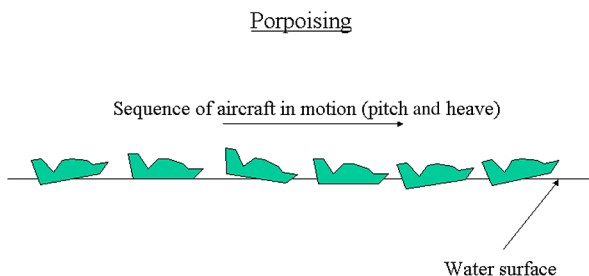 Porpoising
Sequence of aircraft in motion (pitch and heave)
Water surface